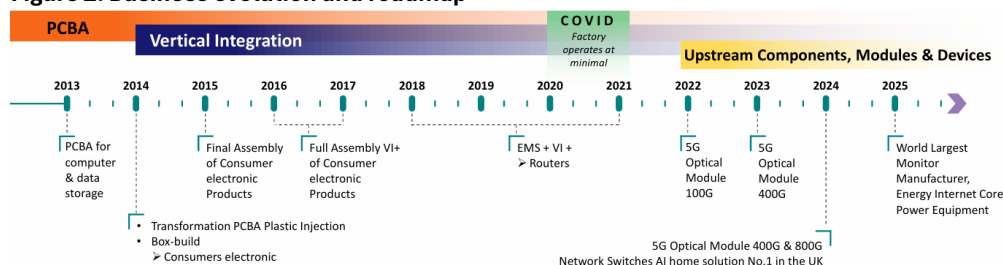 Figure 2: Business evolution and roadmap
PCBA
Vertical Integration
COVID
Factory
operates at
minimal
Upstream Components, Modules & Devices
2013
2014
2015
2016
2017
2018
2019
2020
2021
2022
2023
2024
2025
PCBA for
computer
& data
storage
• Transformation PCBA Plastic Injection
• Box-build
➢ Consumers electronic
Final Assembly
of Consumer
electronic
Products
Full Assembly VI+
of Consumer
electronic
Products
EMS + VI +
➢ Routers
5G
Optical
Module
100G
5G
Optical
Module
400G
5G Optical Module 400G & 800G
Network Switches AI home solution No.1 in the UK
World Largest
Monitor
Manufacturer,
Energy Internet Core
Power Equipment